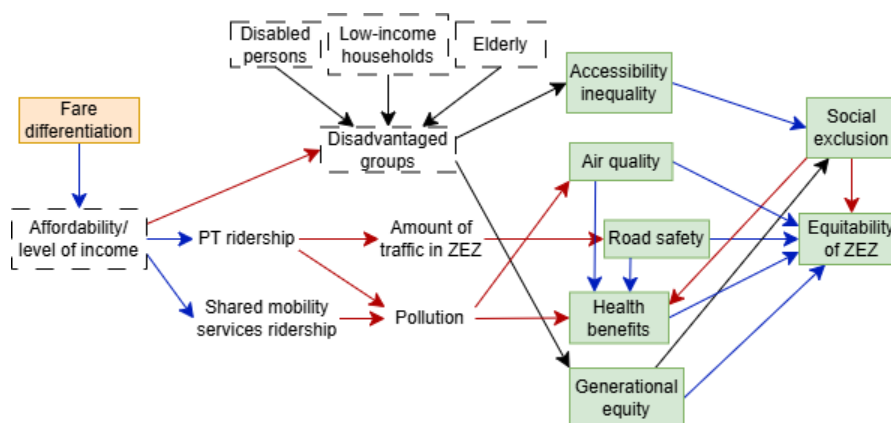 Disabled
persons
Low-income
households
Elderly
Accessibility
inequality
Fare
differentiation
Social
exclusion
Disadvantaged
groups
Air quality
Affordability/
level of income
PT ridership
Amount of
traffic in ZEZ
Road safety
Equitability
of ZEZ
Shared mobility
services ridership
Pollution
Health
benefits
Generational
equity